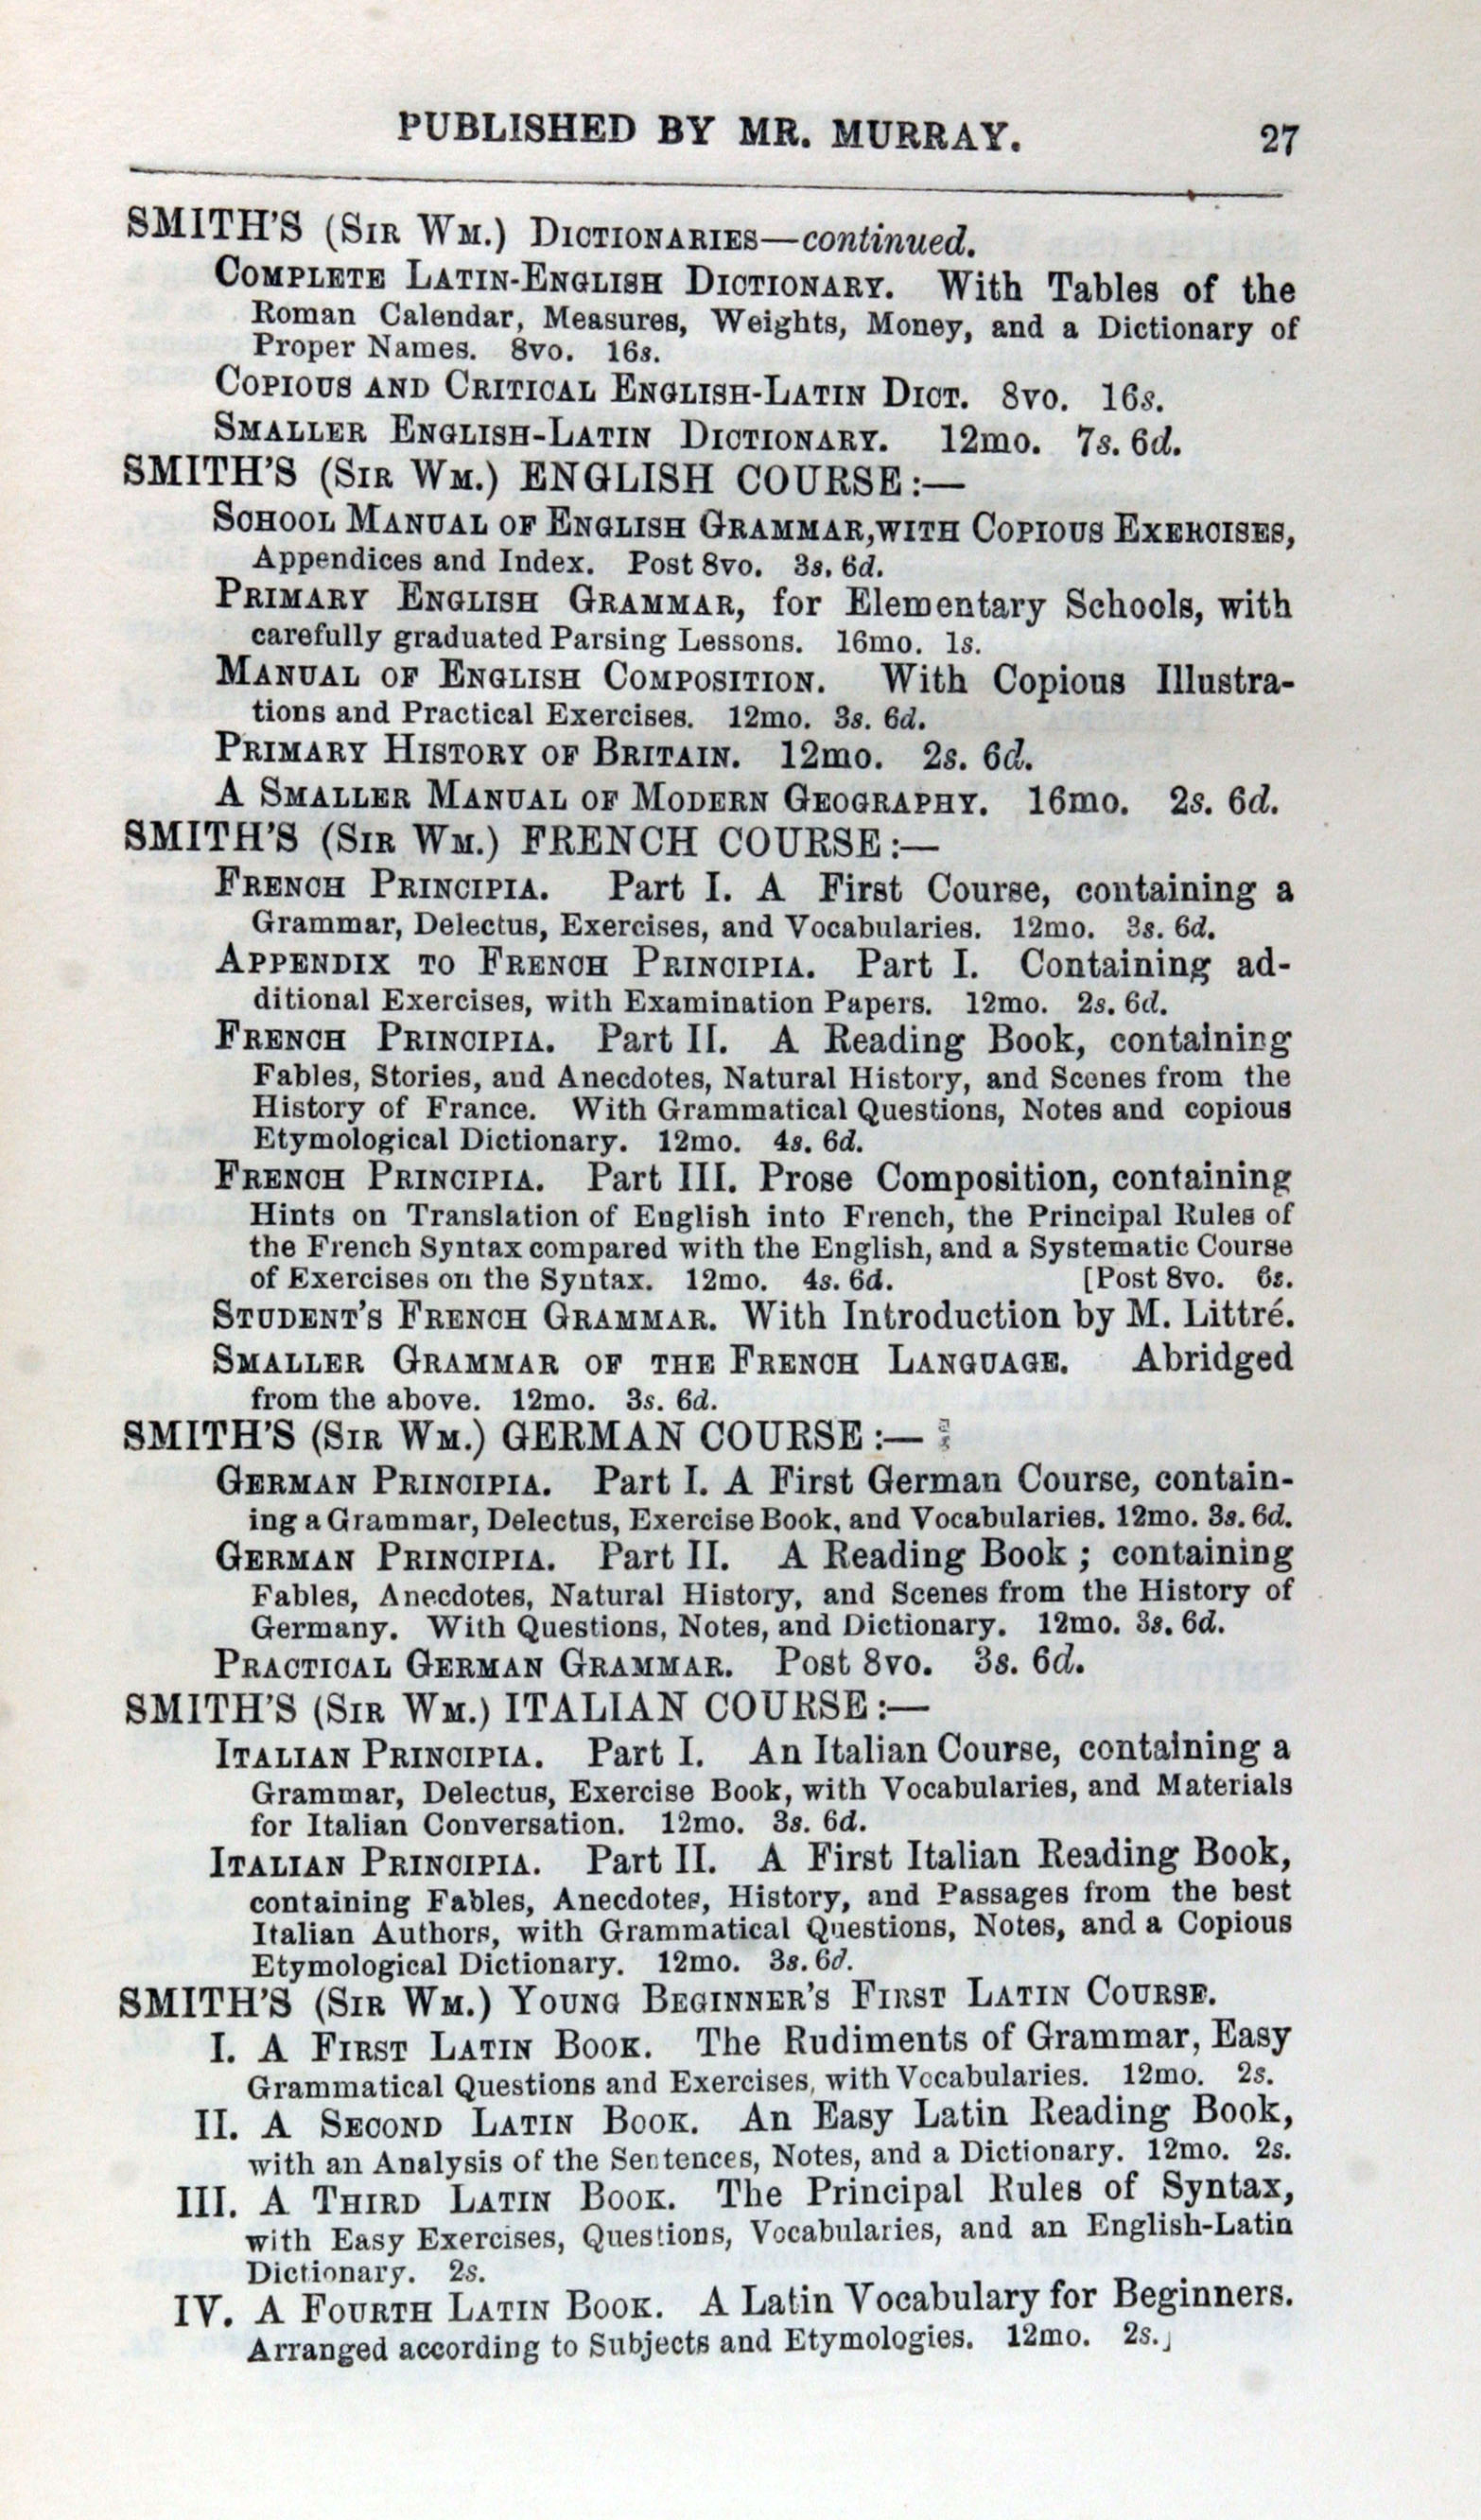 PUBLISHED BY MR. MURRAY. 27
SMITH'S (SIR WM.) DICTIONARIES—continued.
COMPLETE LATIN-ENGLISH DICTIONARY. With Tables of the
Roman Calendar, Measures, Weights, Money, and a Dictionary of
Proper Names. 8vo. 16s.
COPIOUS AND CRITICAL ENGLISH-LATIN DICT. 8vo. 16s.
SMALLER ENGLISH-LATIN DICTIONARY. 12mo. 7s. 6d.
SMITH'S (SIR WM.) ENGLISH COURSE:—
SCHOOL MANUAL OF ENGLISH GRAMMAR, WITH COPIOUS EXERCISES,
Appendices and Index. Post 8vo. 3s. 6d.
PRIMARY ENGLISH GRAMMAR, for Elementary Schools, with
carefully graduated Parsing Lessons. 16mo. 1s.
MANUAL OF ENGLISH COMPOSITION. With Copious Illustra-
tions and Practical Exercises. 12mo. 3s. 6d.
PRIMARY HISTORY OF BRITAIN. 12mo. 2s. 6d.
A SMALLER MANUAL OF MODERN GEOGRAPHY. 16mo. 2s. 6d.
SMITH'S (SIR WM.) FRENCH COURSE:—
FRENCH PRINCIPIA. Part I. A First Course, containing a
Grammar, Delectus, Exercises, and Vocabularies. 12mo. 3s. 6d.
APPENDIX TO FRENCH PRINCIPIA. Part I. Containing ad-
ditional Exercises, with Examination Papers. 12mo. 2s. 6d.
FRENCH PRINCIPIA. Part II. A Reading Book, containing
Fables, Stories, and Anecdotes, Natural History, and Scenes from the
History of France. With Grammatical Questions, Notes and copious
Etymological Dictionary. 12mo. 4s. 6d.
FRENCH PRINCIPIA. Part III. Prose Composition, containing
Hints on Translation of English into French, the Principal Rules of
the French Syntax compared with the English, and a Systematic Course
of Exercises on the Syntax. 12mo. 4s. 6d. [Post 8vo. 6s.
STUDENT'S FRENCH GRAMMAR. With Introduction by M. Littré.
SMALLER GRAMMAR OF THE FRENCH LANGUAGE. Abridged
from the above. 12mo. 3s. 6d.
SMITH'S (SIR WM.) GERMAN COURSE:—
GERMAN PRINCIPIA. Part I. A First German Course, contain-
ing a Grammar, Delectus, Exercise Book, and Vocabularies. 12mo. 3s. 6d.
GERMAN PRINCIPIA. Part II. A Reading Book; containing
Fables, Anecdotes, Natural History, and Scenes from the History of
Germany. With Questions, Notes, and Dictionary. 12mo. 3s. 6d.
PRACTICAL GERMAN GRAMMAR. Post 8vo. 3s. 6d.
SMITH'S (SIR WM.) ITALIAN COURSE:—
ITALIAN PRINCIPIA. Part I. An Italian Course, containing a
Grammar, Delectus, Exercise Book, with Vocabularies, and Materials
for Italian Conversation. 12mo. 3s. 6d.
ITALIAN PRINCIPIA. Part II. A First Italian Reading Book,
containing Fables, Anecdotes, History, and Passages from the best
Italian Authors, with Grammatical Questions, Notes, and a Copious
Etymological Dictionary. 12mo. 3s. 6d.
SMITH'S (SIR WM.) YOUNG BEGINNER'S FIRST LATIN COURSE.
I. A FIRST LATIN BOOK. The Rudiments of Grammar, Easy
Grammatical Questions and Exercises, with Vocabularies. 12mo. 2s.
II. A SECOND LATIN BOOK. An Easy Latin Reading Book,
with an Analysis of the Sentences, Notes, and a Dictionary. 12mo. 2s.
III. A THIRD LATIN BOOK. The Principal Rules of Syntax,
with Easy Exercises, Questions, Vocabularies, and an English-Latin
Dictionary. 2s.
IV. A FOURTH LATIN BOOK. A Latin Vocabulary for Beginners.
Arranged according to Subjects and Etymologies. 12mo. 2s.